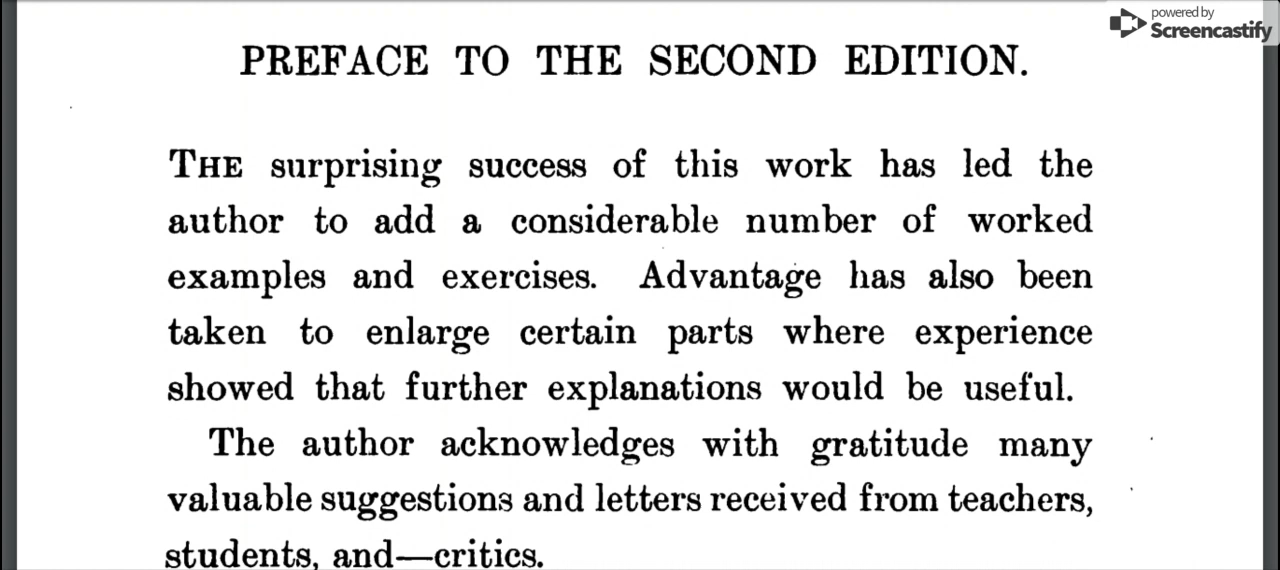 powered by
Screencastify
PREFACE TO THE SECOND EDITION.
THE surprising success of this work has led the
author to add a considerable number of worked
examples and exercises. Advantage has also been
taken to enlarge certain parts where experience
showed that further explanations would be useful.
The author acknowledges with gratitude many
valuable suggestions and letters received from teachers,
students, and—critics.